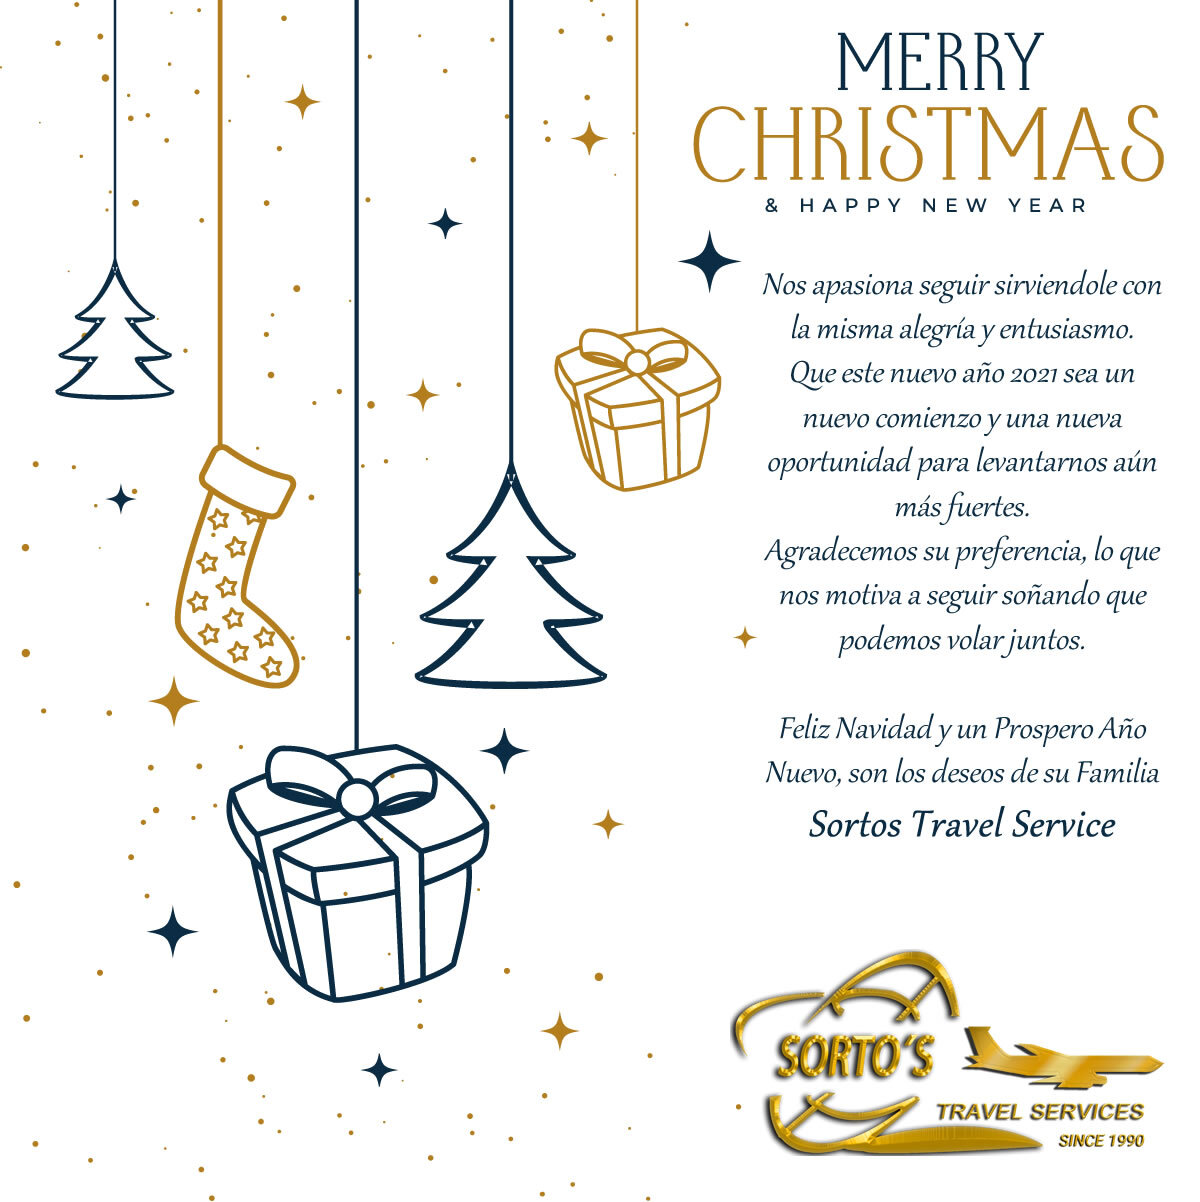 MERRY
CHRISTMAS
& HAPPY NEW YEAR
Nos apasiona seguir sirviendole con
la misma alegría y entusiasmo.
Que este nuevo año 2021 sea un
nuevo comienzo y una nueva
oportunidad para levantarnos aún
más fuertes.
Agradecemos su preferencia, lo que
nos motiva a seguir soñando que
podemos volar juntos.
Feliz Navidad y un Prospero Año
Nuevo, son los deseos de su Familia
Sortos Travel Service
SORTO´S
TRAVEL SERVICES
SINCE 1990